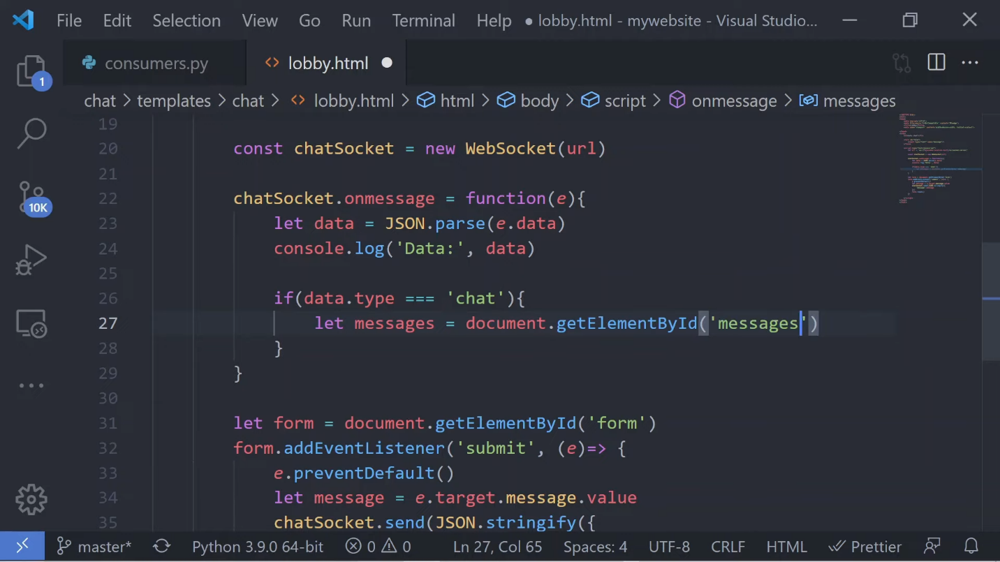 File Edit Selection View Go Run Terminal Help ● lobby.html - mywebsite - Visual Studio...
consumers.py lobby.html
1
chat > templates > chat > lobby.html > html > body > script > onmessage > messages
19
20 const chatSocket = new WebSocket(url)
21
22 chatSocket.onmessage = function(e){
23 let data = JSON.parse(e.data)
24 console.log('Data:', data)
25
26 if(data.type === 'chat'){
27 let messages = document.getElementById('messages')
28 }
29 }
30
31 let form = document.getElementById('form')
32 form.addEventListener('submit', (e)=> {
33 e.preventDefault()
34 let message = e.target.message.value
35 chatSocket.send(JSON.stringify({
10K
master* Python 3.9.0 64-bit 0 0 Ln 27, Col 65 Spaces: 4 UTF-8 CRLF HTML Prettier